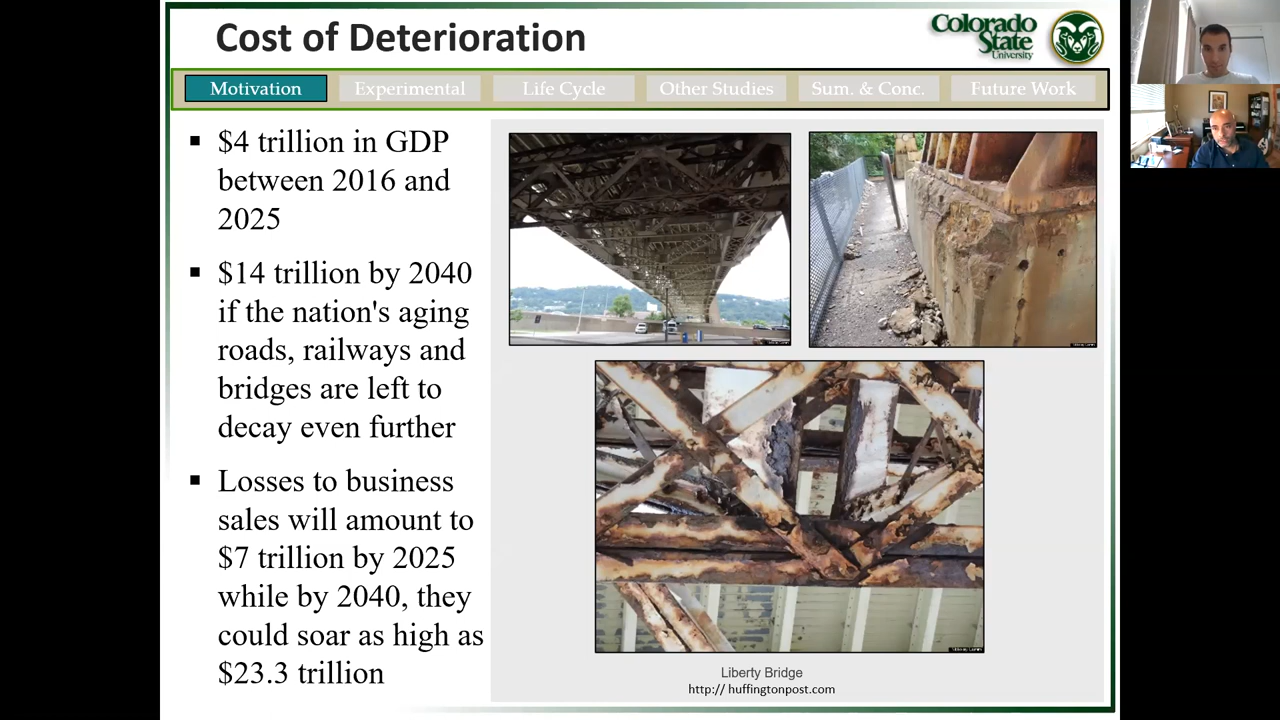 Cost of Deterioration
Colorado
State
University
Motivation
Experimental
Life Cycle
Other Studies
Sum. & Conc.
Future Work
▪ $4 trillion in GDP
between 2016 and
2025
▪ $14 trillion by 2040
if the nation's aging
roads, railways and
bridges are left to
decay even further
▪ Losses to business
sales will amount to
$7 trillion by 2025
while by 2040, they
could soar as high as
$23.3 trillion
Liberty Bridge
http:// huffingtonpost.com